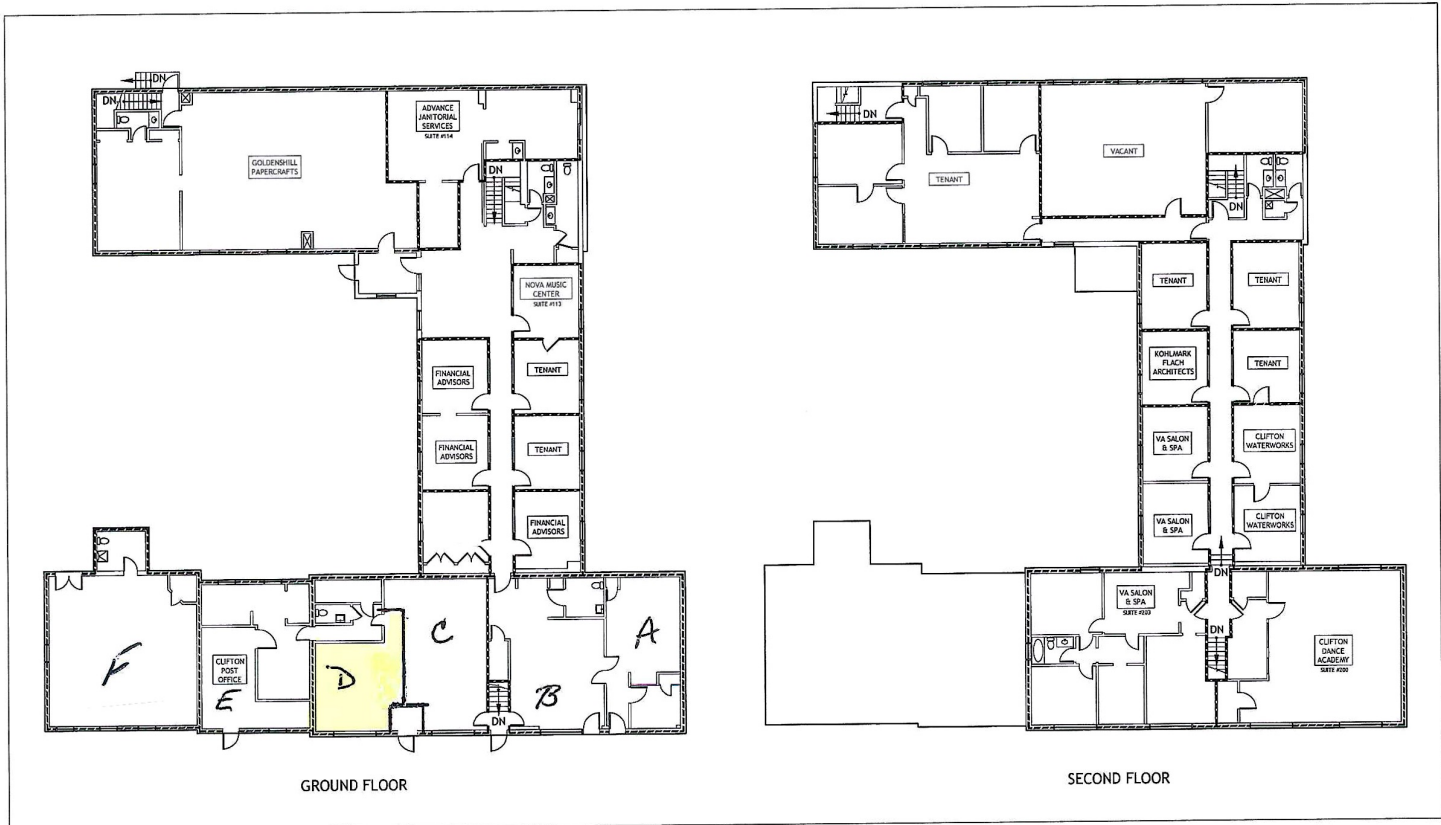 DN
DN
ADVANCE
JANITORIAL
SERVICES
SUITE #114
GOLDENSHILL
PAPERCRAFTS
DN
NOVA MUSIC
CENTER
SUITE #113
FINANCIAL
ADVISORS
TENANT
FINANCIAL
ADVISORS
TENANT
FINANCIAL
ADVISORS
F
CLIFTON
POST
OFFICE
E
D
C
B
A
DN
GROUND FLOOR
DN
VACANT
TENANT
DN
TENANT
TENANT
KOHLMARK
FLACH
ARCHITECTS
TENANT
VA SALON
& SPA
CLIFTON
WATERWORKS
VA SALON
& SPA
CLIFTON
WATERWORKS
DN
VA SALON
& SPA
SUITE #203
DN
CLIFTON
DANCE
ACADEMY
SUITE #200
SECOND FLOOR